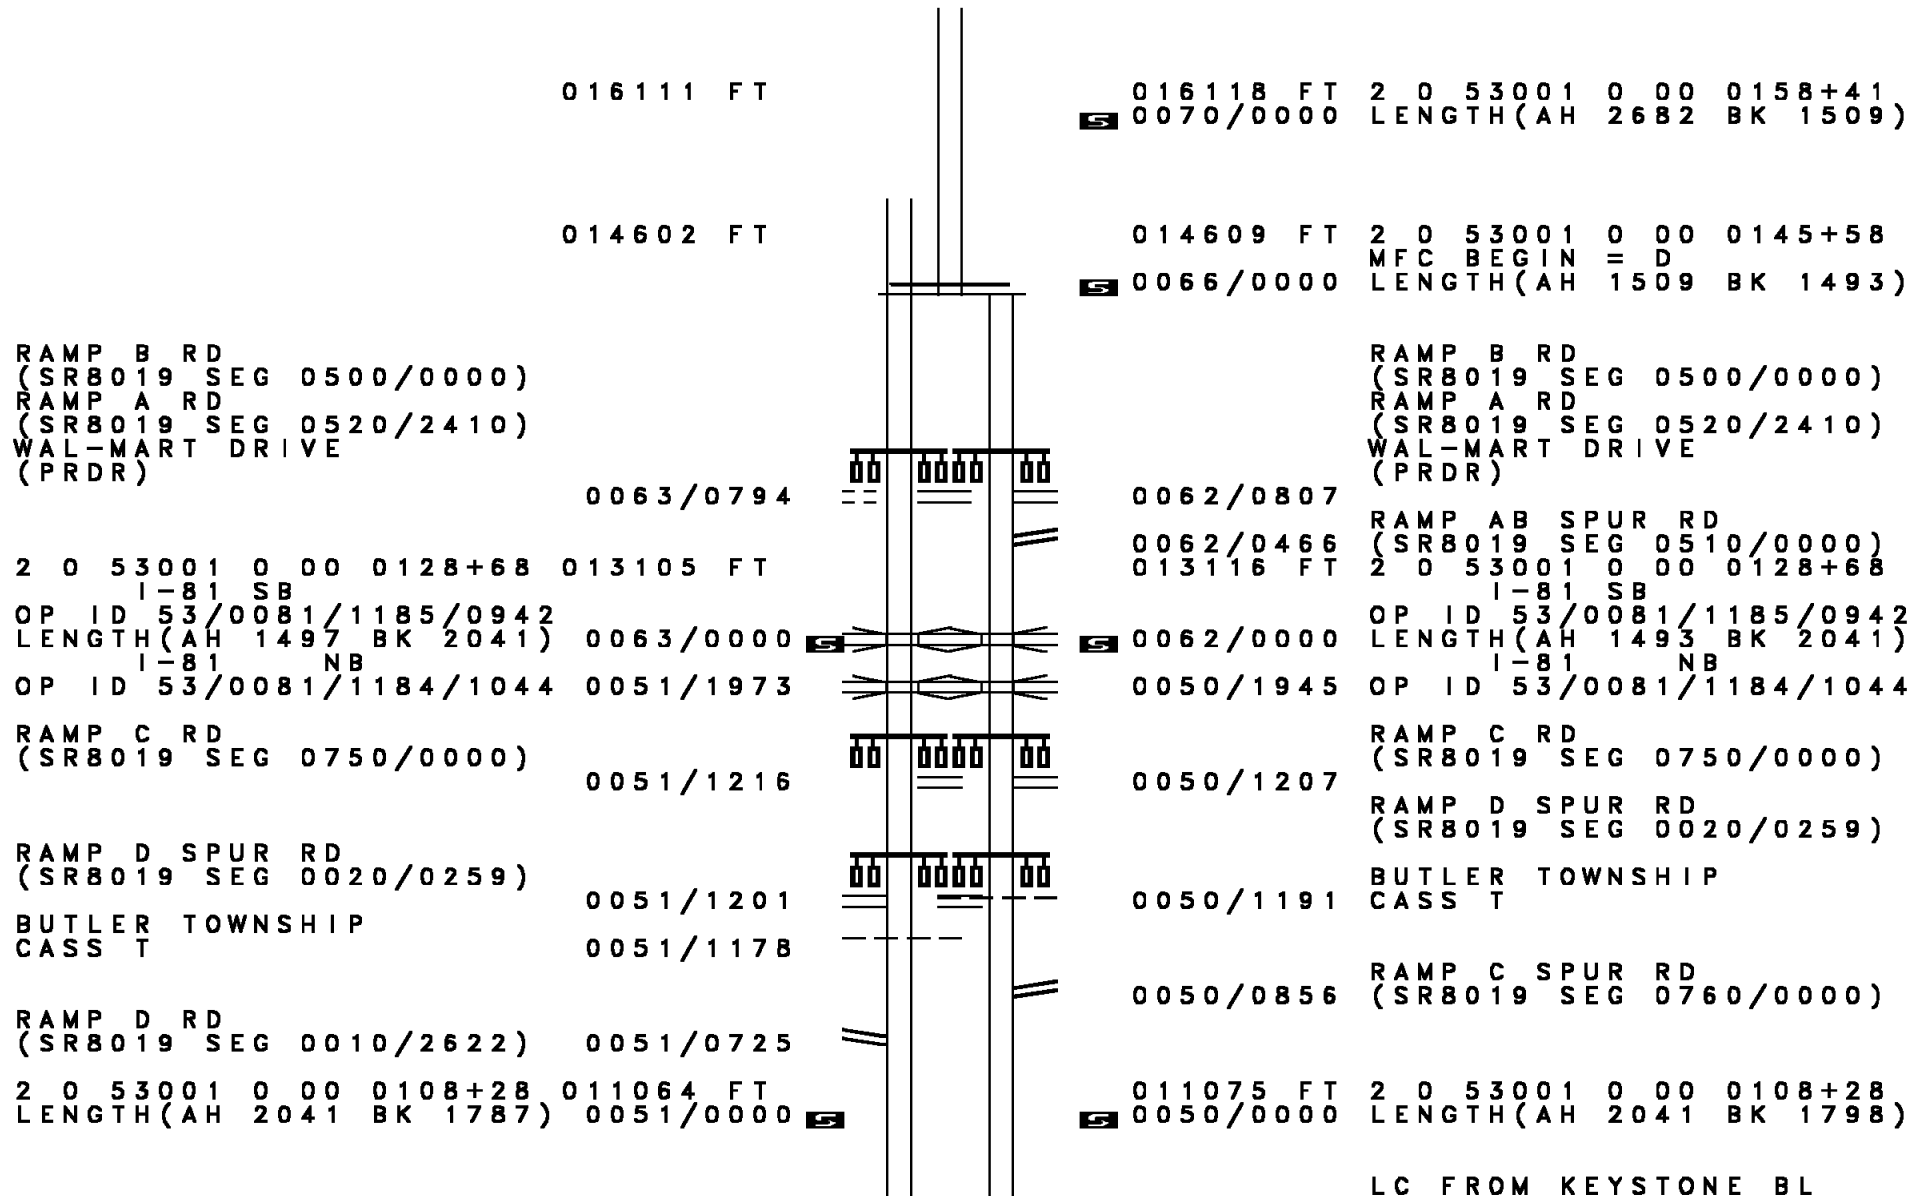 016111 FT 016118 FT 2 0 53001 0 00 0158+41
S 0070/0000 LENGTH(AH 2682 BK 1509)
014602 FT 014609 FT 2 0 53001 0 00 0145+58
MFC BEGIN = D
S 0066/0000 LENGTH(AH 1509 BK 1493)
RAMP B RD RAMP B RD
(SR8019 SEG 0500/0000) (SR8019 SEG 0500/0000)
RAMP A RD RAMP A RD
(SR8019 SEG 0520/2410) (SR8019 SEG 0520/2410)
WAL-MART DRIVE WAL-MART DRIVE
(PRDR) (PRDR)
0063/0794 0062/0807
RAMP AB SPUR RD
0062/0466 (SR8019 SEG 0510/0000)
2 0 53001 0 00 0128+68 013105 FT 013116 FT 2 0 53001 0 00 0128+68
I-81 SB I-81 SB
OP ID 53/0081/1185/0942 OP ID 53/0081/1185/0942
LENGTH(AH 1497 BK 2041) 0063/0000 S S 0062/0000 LENGTH(AH 1493 BK 2041)
I-81 NB I-81 NB
OP ID 53/0081/1184/1044 0051/1973 0050/1945 OP ID 53/0081/1184/1044
RAMP C RD RAMP C RD
(SR8019 SEG 0750/0000) (SR8019 SEG 0750/0000)
0051/1216 0050/1207
RAMP D SPUR RD
(SR8019 SEG 0020/0259)
RAMP D SPUR RD
(SR8019 SEG 0020/0259) BUTLER TOWNSHIP
0051/1201 0050/1191 CASS T
BUTLER TOWNSHIP
CASS T 0051/1178
RAMP C SPUR RD
0050/0856 (SR8019 SEG 0760/0000)
RAMP D RD
(SR8019 SEG 0010/2622) 0051/0725
2 0 53001 0 00 0108+28 011064 FT 011075 FT 2 0 53001 0 00 0108+28
LENGTH(AH 2041 BK 1787) 0051/0000 S S 0050/0000 LENGTH(AH 2041 BK 1798)
LC FROM KEYSTONE BL